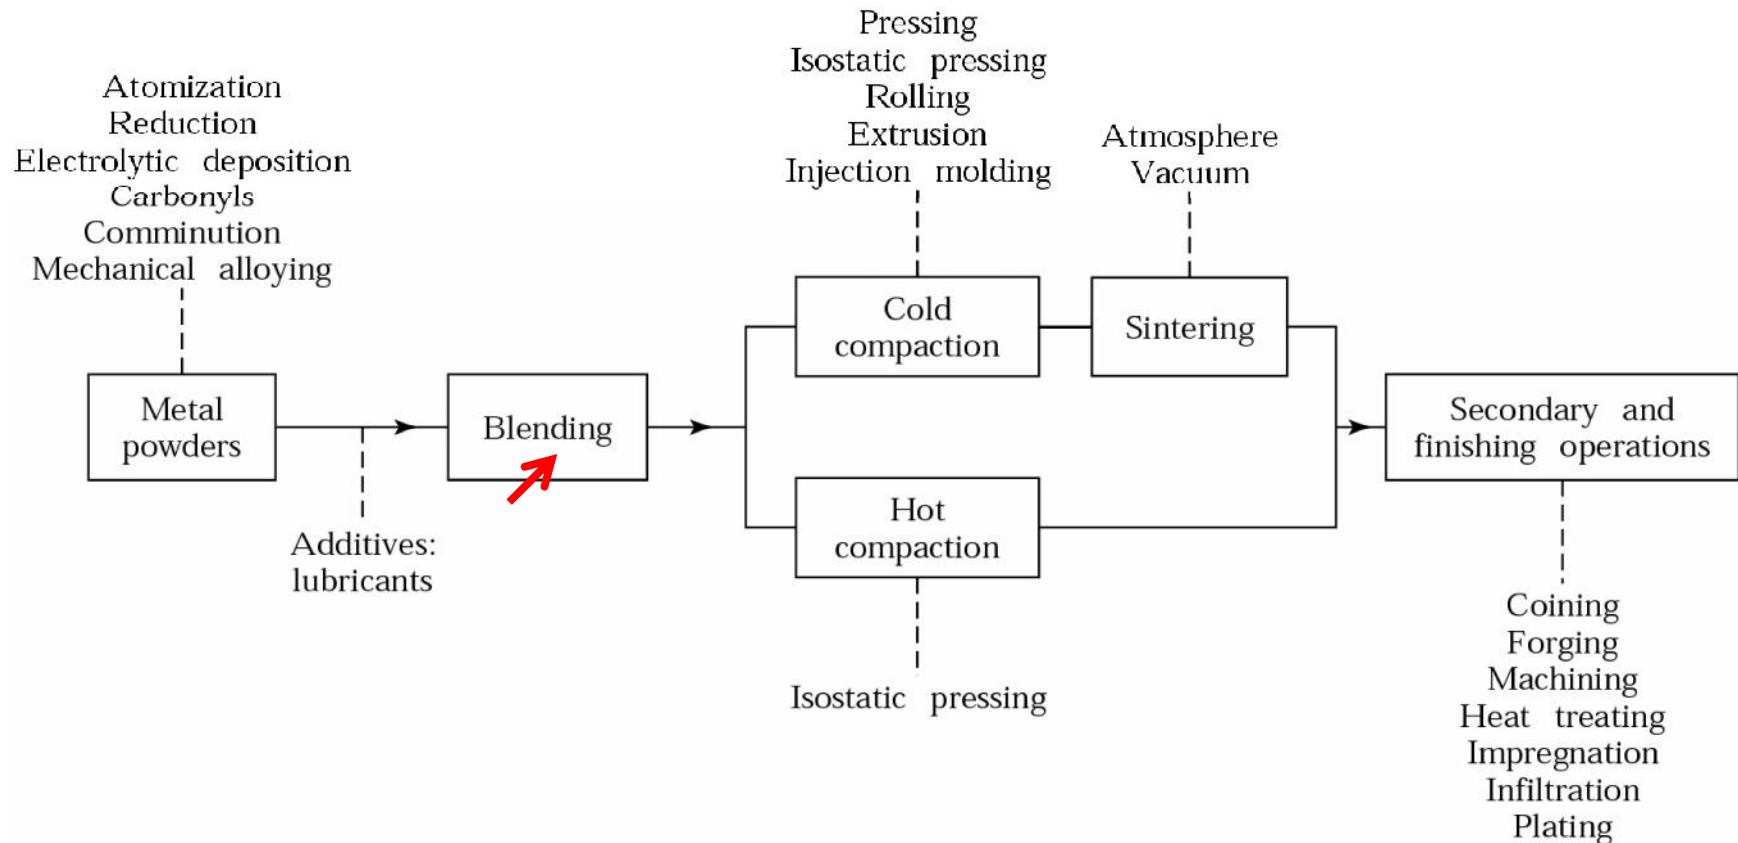 Atomization
Reduction
Electrolytic deposition
Carbonyls
Comminution
Mechanical alloying
Metal
powders
Additives:
lubricants
Blending
Pressing
Isostatic pressing
Rolling
Extrusion
Injection molding
Cold
compaction
Atmosphere
Vacuum
Sintering
Hot
compaction
Isostatic pressing
Secondary and
finishing operations
Coining
Forging
Machining
Heat treating
Impregnation
Infiltration
Plating